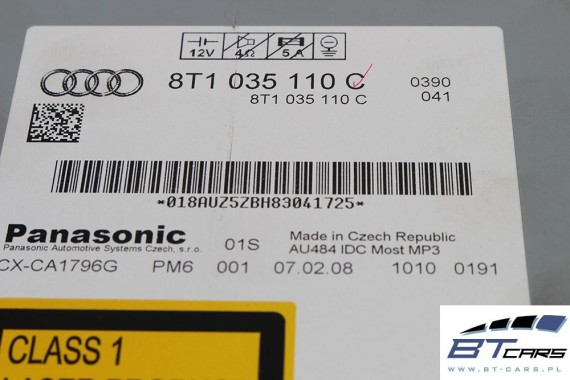 12V 4Ω 5A
8T1 035 110 C 0390
8T1 035 110 C 041
*018AUZ5ZBH83041725*
Panasonic
Panasonic Automotive Systems Czech, s.r.o.
01S
Made in Czech Republic
AU484 IDC Most MP3
CX-CA1796G PM6 001 07.02.08 1010 0191
CLASS 1
BT CARS
WWW.BT-CARS.PL